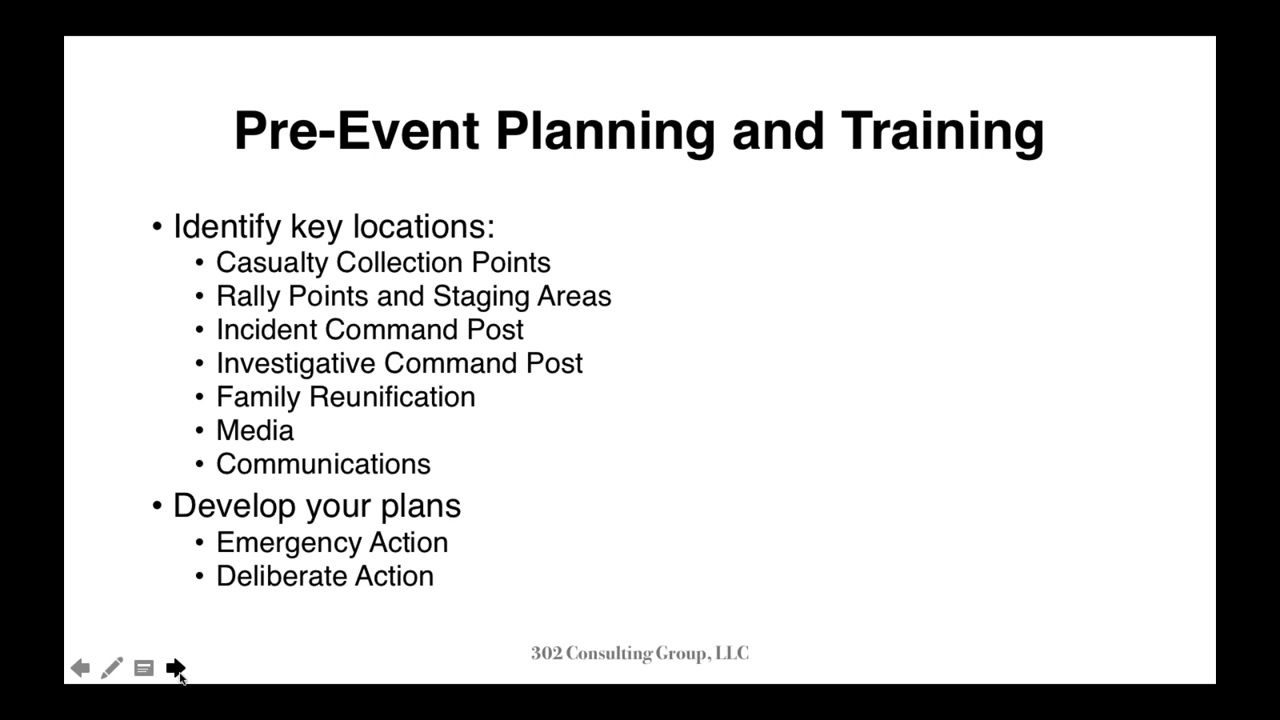 Pre-Event Planning and Training
• Identify key locations:
• Casualty Collection Points
• Rally Points and Staging Areas
• Incident Command Post
• Investigative Command Post
• Family Reunification
• Media
• Communications
• Develop your plans
• Emergency Action
• Deliberate Action
302 Consulting Group, LLC